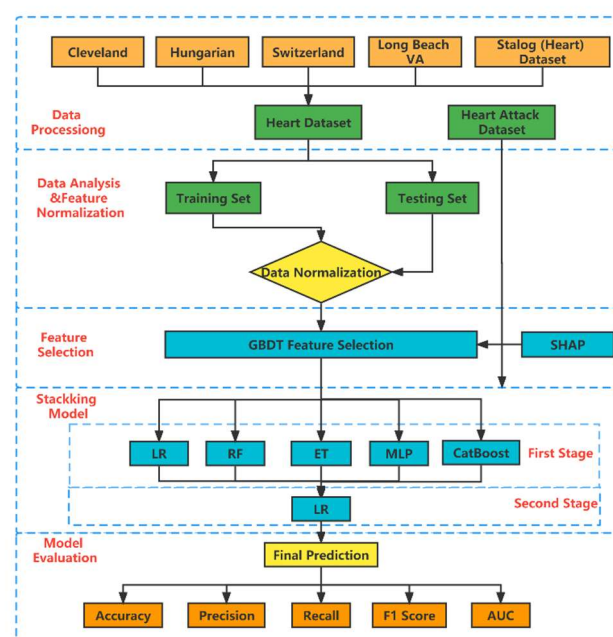 Cleveland
Hungarian
Switzerland
Long Beach
VA
Stalog (Heart)
Dataset
Data
Processiong
Heart Dataset
Heart Attack
Dataset
Data Analysis
&Feature
Normalization
Training Set
Testing Set
Data Normalization
Feature
Selection
GBDT Feature Selection
SHAP
Stackking
Model
LR
RF
ET
MLP
CatBoost
First Stage
LR
Second Stage
Model
Evaluation
Final Prediction
Accuracy
Precision
Recall
F1 Score
AUC